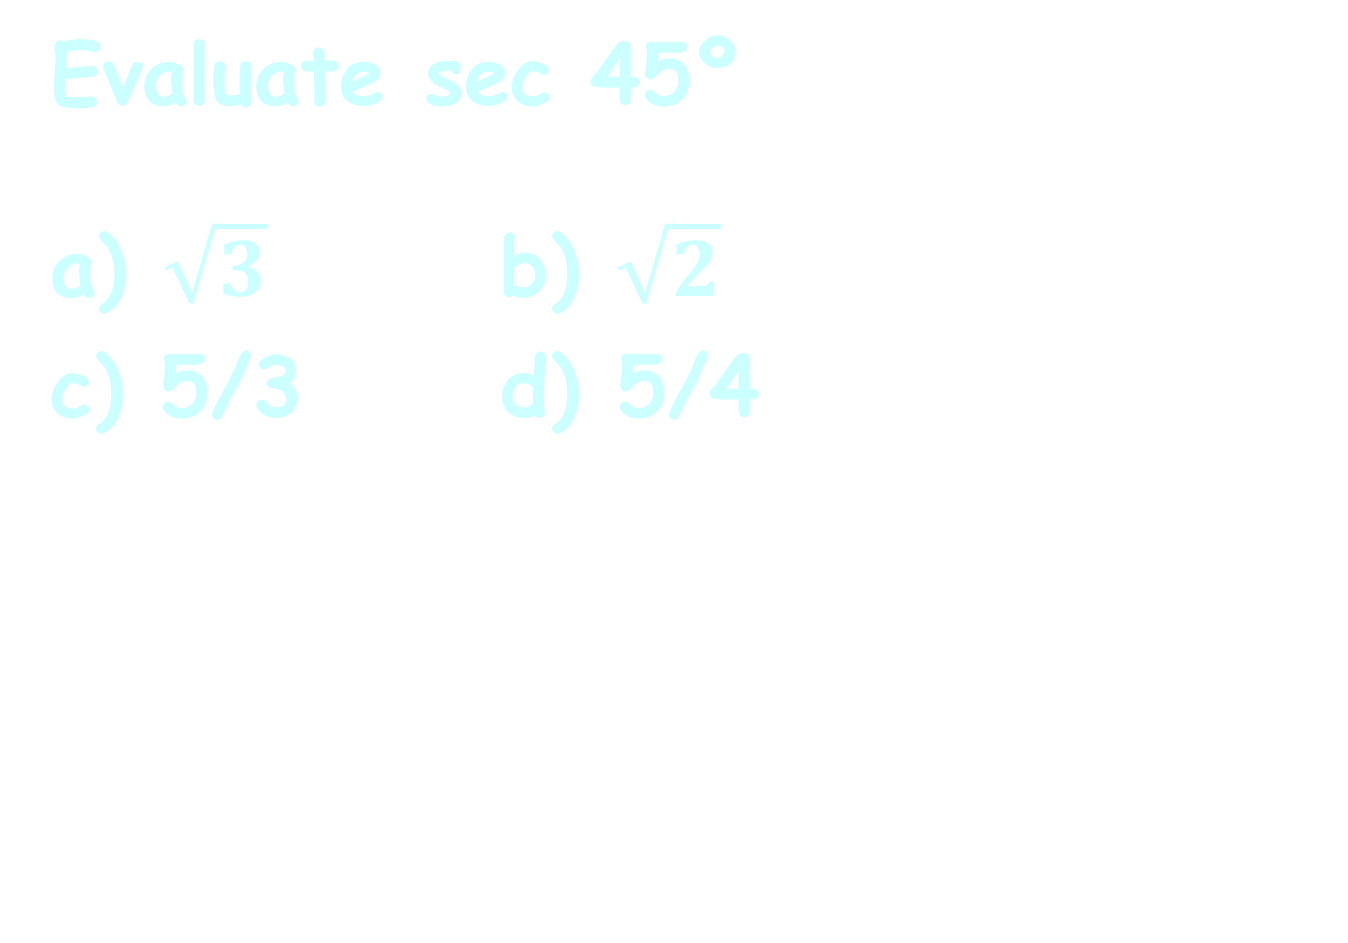 Evaluate sec 45°
a) √3 b) √2
c) 5/3 d) 5/4